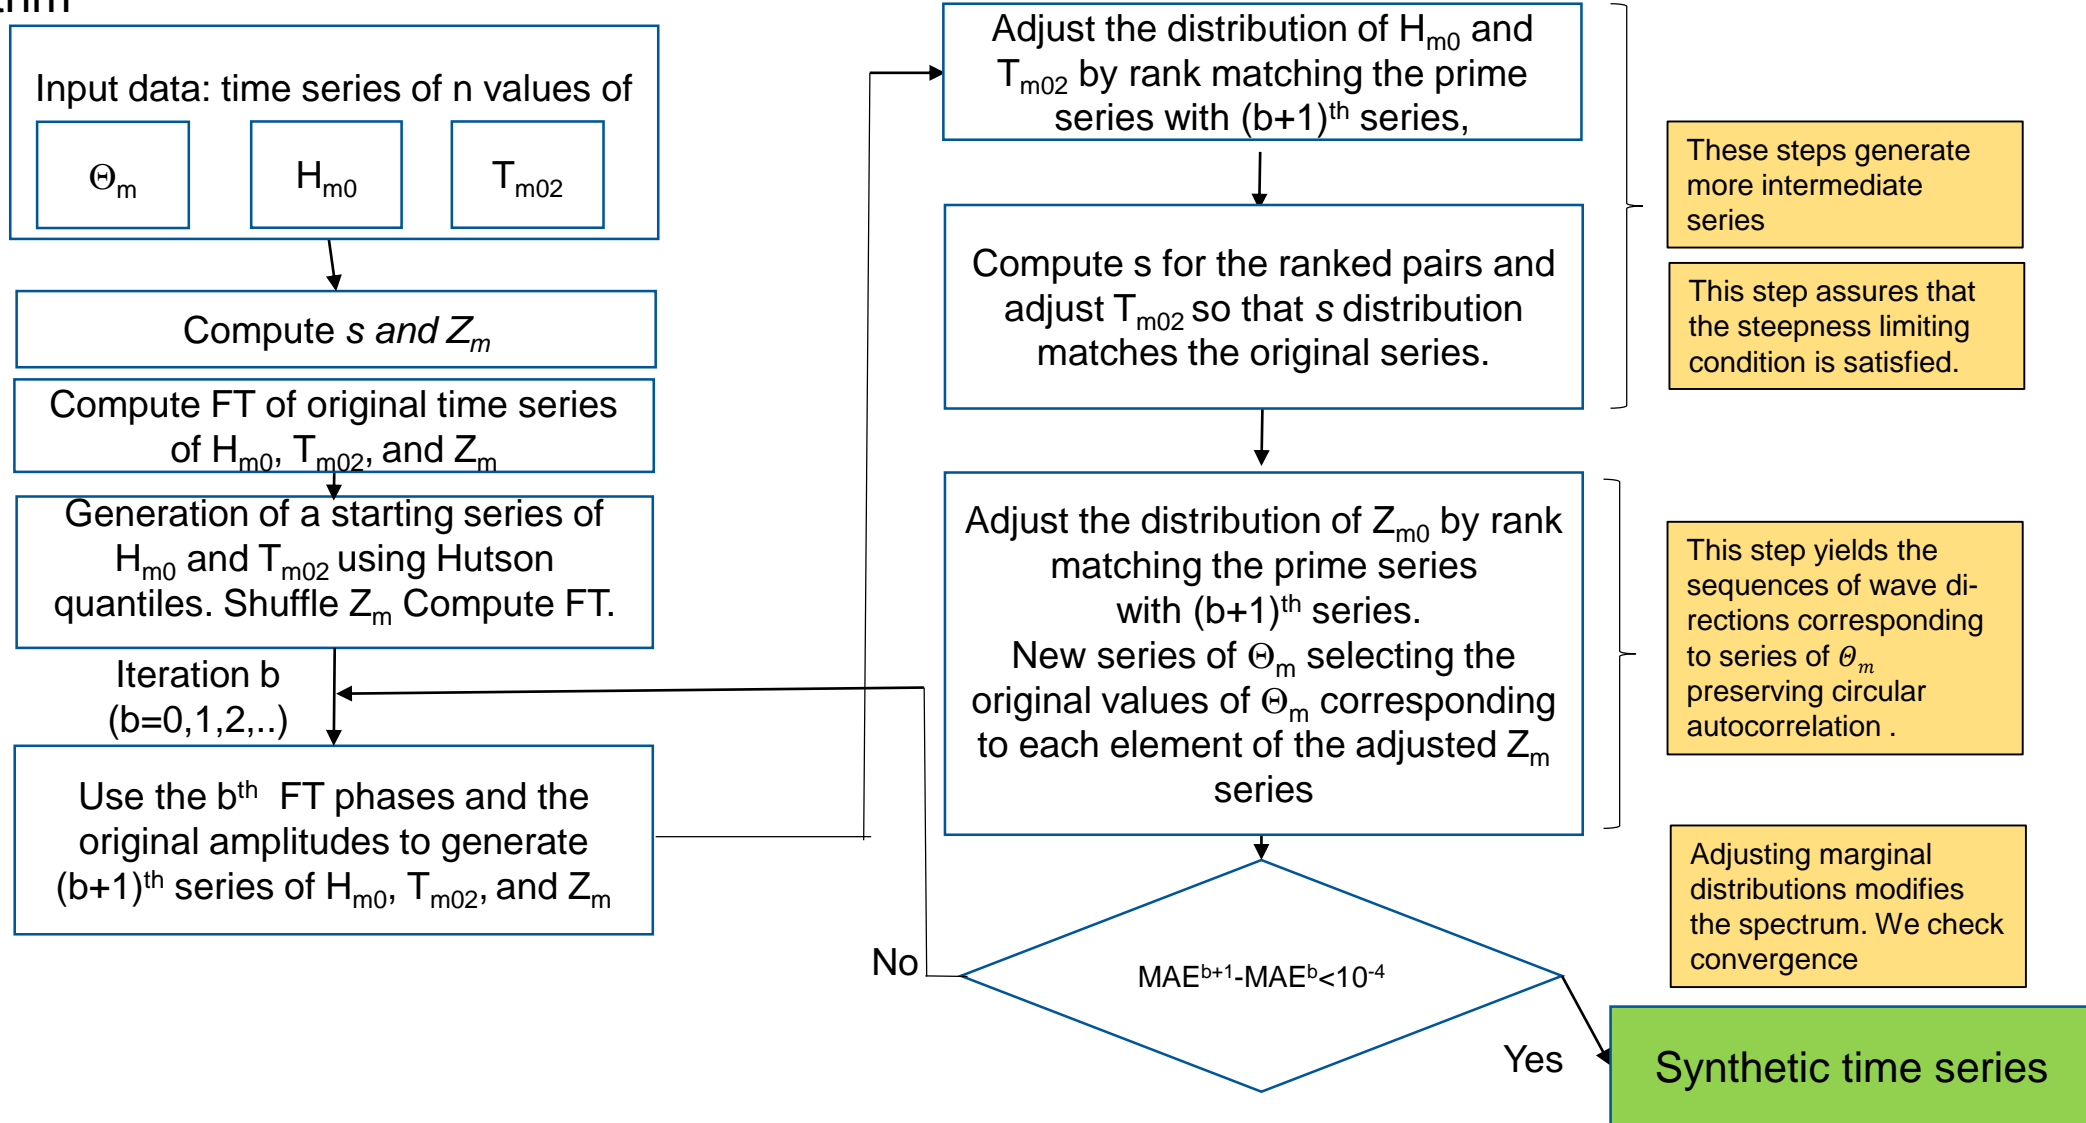 Input data: time series of n values of
Θm
Hm0
Tm02
Compute s and Zm
Compute FT of original time series
of Hm0, Tm02, and Zm
Generation of a starting series of
Hm0 and Tm02 using Hutson
quantiles. Shuffle Zm Compute FT.
Iteration b
(b=0,1,2,..)
Use the bth FT phases and the
original amplitudes to generate
(b+1)th series of Hm0, Tm02, and Zm
Adjust the distribution of Hm0 and
Tm02 by rank matching the prime
series with (b+1)th series,
Compute s for the ranked pairs and
adjust Tm02 so that s distribution
matches the original series.
Adjust the distribution of Zm0 by rank
matching the prime series
with (b+1)th series.
New series of Θm selecting the
original values of Θm corresponding
to each element of the adjusted Zm
series
No
MAEb+1-MAEb<10-4
Yes
Synthetic time series
These steps generate
more intermediate
series
This step assures that
the steepness limiting
condition is satisfied.
This step yields the
sequences of wave di-
rections corresponding
to series of Θm
preserving circular
autocorrelation .
Adjusting marginal
distributions modifies
the spectrum. We check
convergence